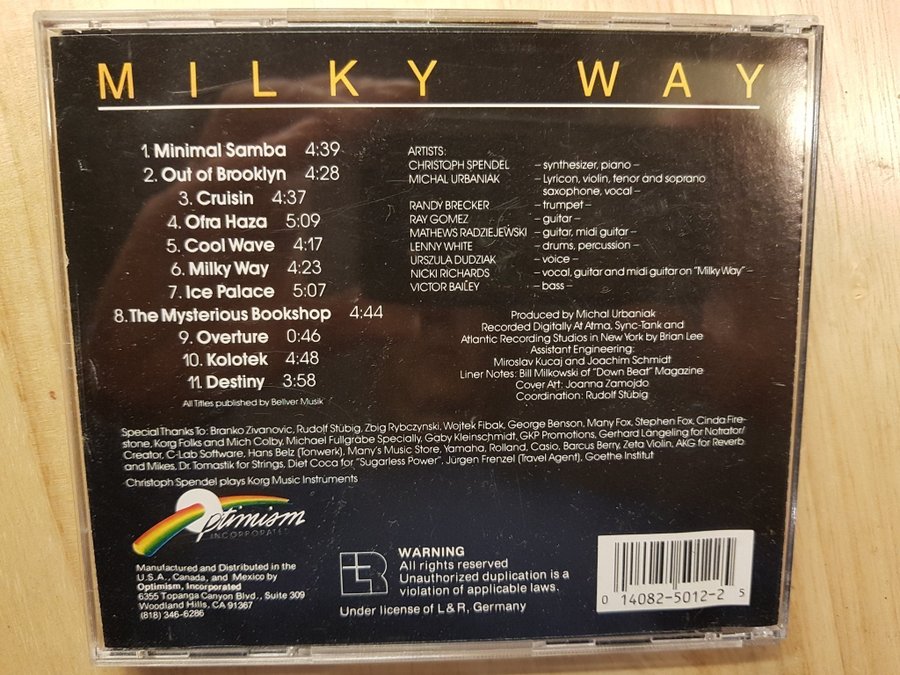 MILKY WAY
1. Minimal Samba 4:39
2. Out of Brooklyn 4:28
3. Cruisin 4:37
4. Ofra Haza 5:09
5. Cool Wave 4:17
6. Milky Way 4:23
7. Ice Palace 5:07
8. The Mysterious Bookshop 4:44
9. Overture 0:46
10. Kolotek 4:48
11. Destiny 3:58
All Titles published by Bellver Musik
ARTISTS:
CHRISTOPH SPENDEL – synthesizer, piano –
MICHAL URBANIAK – Lyricon, violin, tenor and soprano
saxophone, vocal –
RANDY BRECKER – trumpet –
RAY GOMEZ – guitar –
MATHEWS RADZIEJEWSKI – guitar, midi guitar –
LENNY WHITE – drums, percussion –
URSZULA DUDZIAK – voice –
NICKI RICHARDS – vocal, guitar and midi guitar on "Milky Way" –
VICTOR BAILEY – bass –
Produced by Michal Urbaniak
Recorded Digitally At Atma, Sync-Tank and
Atlantic Recording Studios in New York by Brian Lee
Assistant Engineering:
Miroslav Kucaj and Joachim Schmidt
Liner Notes: Bill Milkowski of "Down Beat" Magazine
Cover Art: Joanna Zamojdo
Coordination: Rudolf Stübig
Special Thanks To: Branko Zivanovic, Rudolf Stübig, Zbig Rybczynski, Wojtek Fibak, George Benson, Many Fox, Stephen Fox, Cinda Fire-
stone, Korg Folks and Mich Colby, Michael Fullgräbe Specially, Gaby Kleinschmidt, GKP Promotions, Gerhard Längeling for Notrator/
Creator, C-Lab Software, Hans Belz (Tonwerk), Many's Music Store, Yamaha, Rolland, Casio, Barcus Berry, Zeta Violin, AKG for Reverb
and Mikes, Dr. Tomastik for Strings, Diet Coca for "Sugarless Power", Jürgen Frenzel (Travel Agent), Goethe Institut
Christoph Spendel plays Korg Music Instruments
Optimism
INCORPORATED
Manufactured and Distributed in the
U.S.A., Canada, and Mexico by
Optimism, Incorporated
6355 Topanga Canyon Blvd., Suite 309
Woodland Hills, CA 91367
(818) 346-6286
L+R
WARNING
All rights reserved
Unauthorized duplication is a
violation of applicable laws.
Under license of L & R, Germany
0 14082-5012-2 5